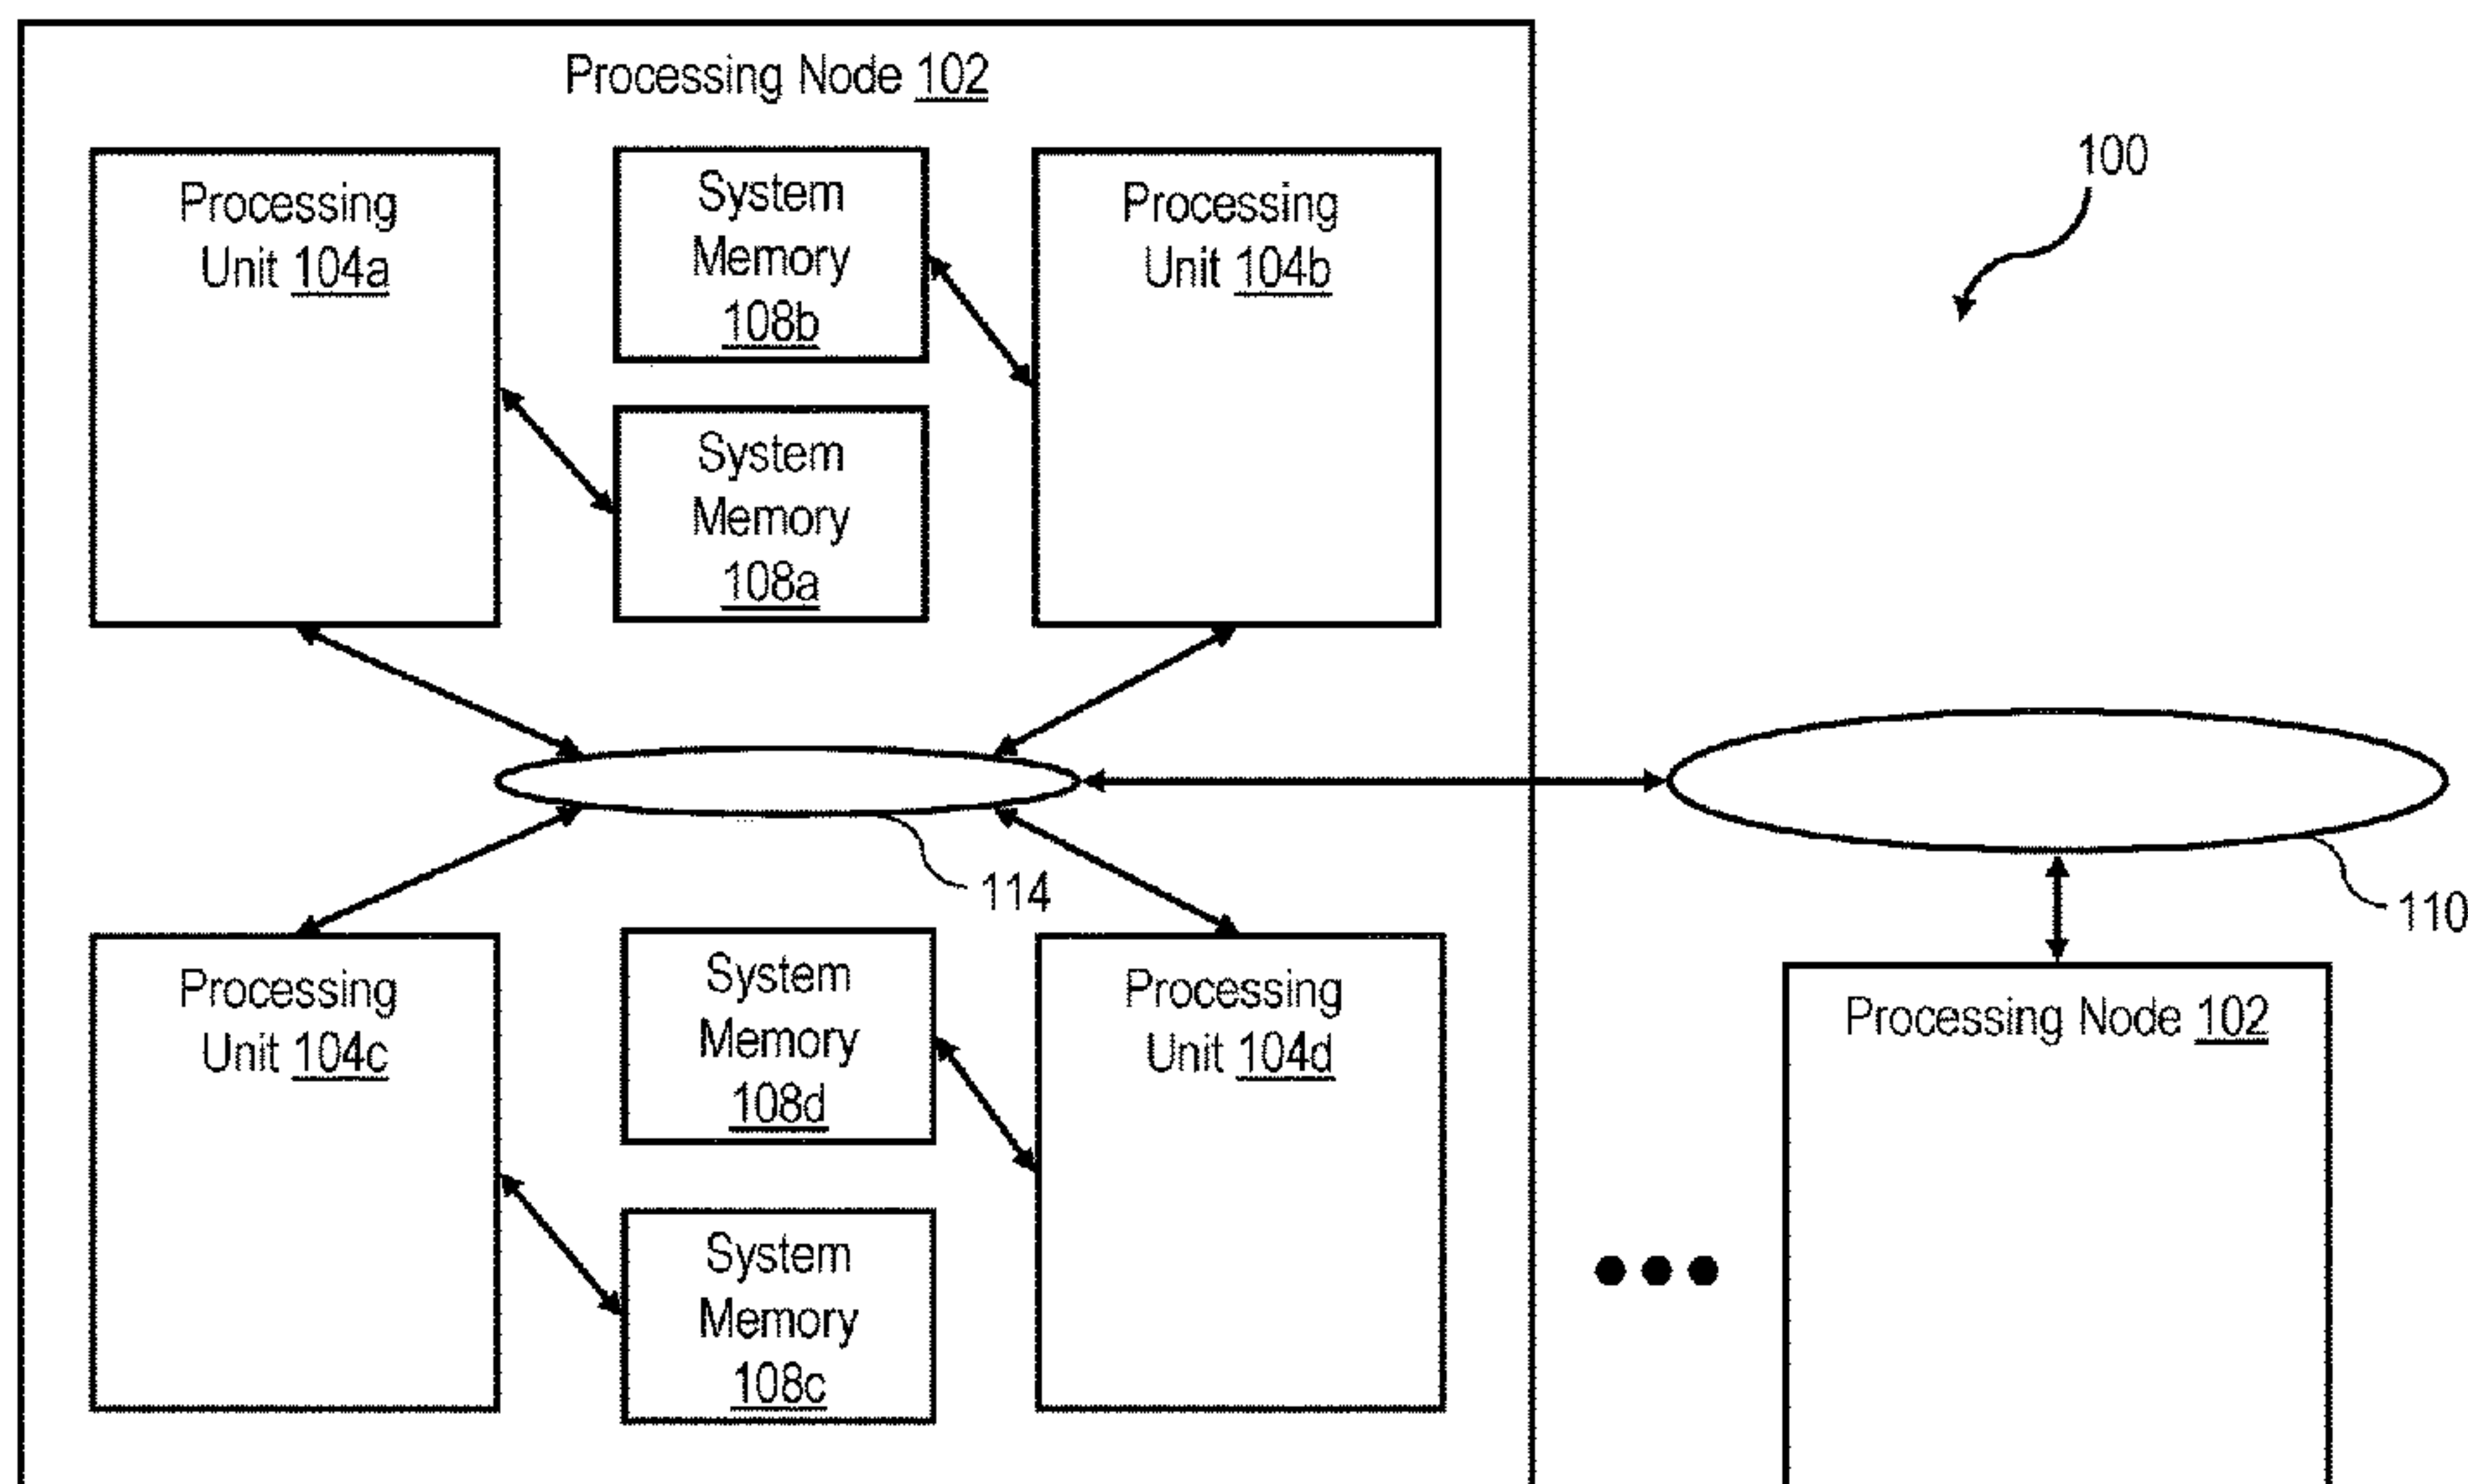 Processing Node 102
Processing
Unit 104a
System
Memory
108b
Processing
Unit 104b
100
System
Memory
108a
114
110
Processing
Unit 104c
System
Memory
108d
Processing
Unit 104d
Processing Node 102
System
Memory
108c